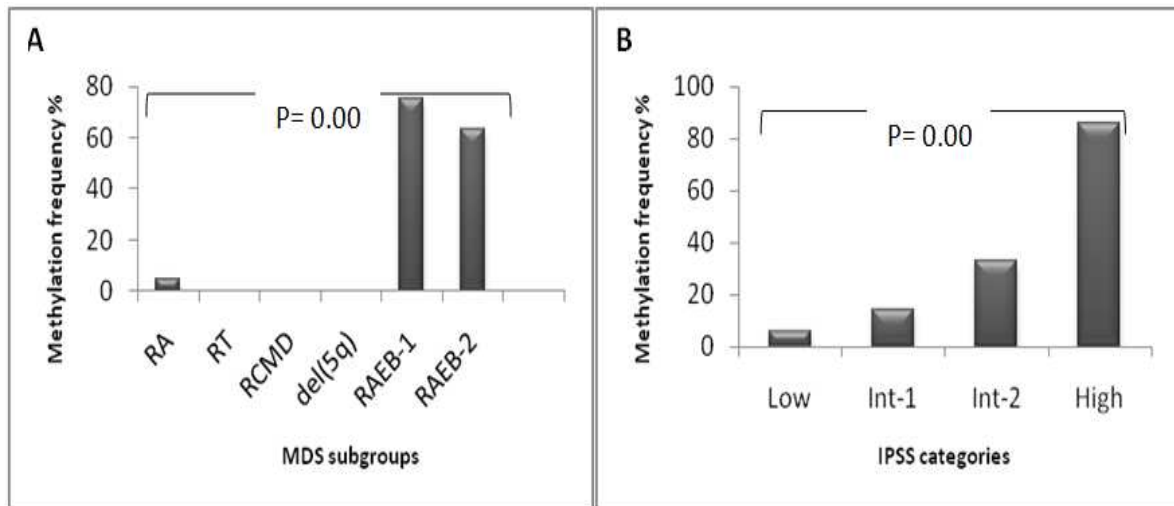 A
Methylation frequency %
80
60
40
20
0
P= 0.00
RA
RT
RCMD
del(5q)
RAEB-1
RAEB-2
MDS subgroups
B
Methylation frequency %
100
80
60
40
20
0
P= 0.00
Low
Int-1
Int-2
High
IPSS categories